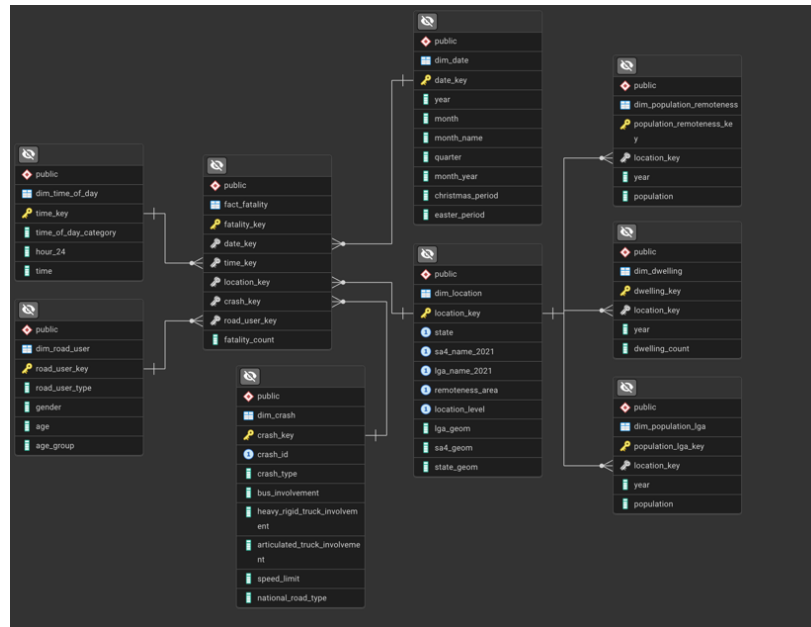 public
dim_time_of_day
time_key
time_of_day_category
hour_24
time
public
dim_road_user
road_user_key
road_user_type
gender
age
age_group
public
fact_fatality
fatality_key
date_key
time_key
location_key
crash_key
road_user_key
fatality_count
public
dim_crash
crash_key
crash_id
crash_type
bus_involvement
heavy_rigid_truck_involvem
ent
articulated_truck_involveme
nt
speed_limit
national_road_type
public
dim_date
date_key
year
month
month_name
quarter
month_year
christmas_period
easter_period
public
dim_location
location_key
state
sa4_name_2021
lga_name_2021
remoteness_area
location_level
lga_geom
sa4_geom
state_geom
public
dim_population_remoteness
population_remoteness_ke
y
location_key
year
population
public
dim_dwelling
dwelling_key
location_key
year
dwelling_count
public
dim_population_lga
population_lga_key
location_key
year
population